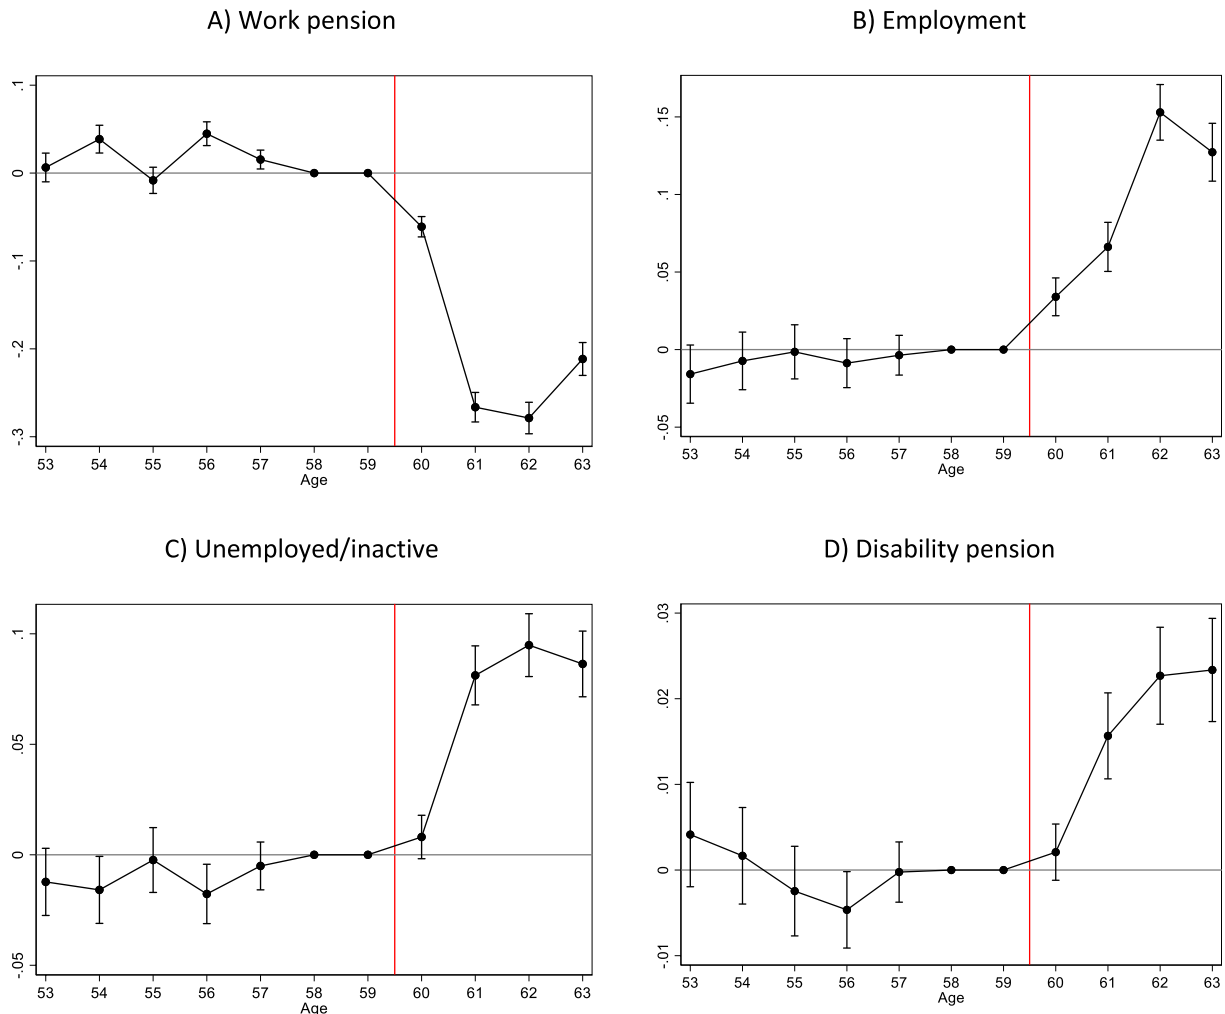 A) Work pension
.1
0
-.1
-.2
-.3
53 54 55 56 57 58 59 60 61 62 63
Age
B) Employment
.15
.1
.05
0
-.05
53 54 55 56 57 58 59 60 61 62 63
Age
C) Unemployed/inactive
.1
.05
0
-.05
53 54 55 56 57 58 59 60 61 62 63
Age
D) Disability pension
.03
.02
.01
0
-.01
53 54 55 56 57 58 59 60 61 62 63
Age